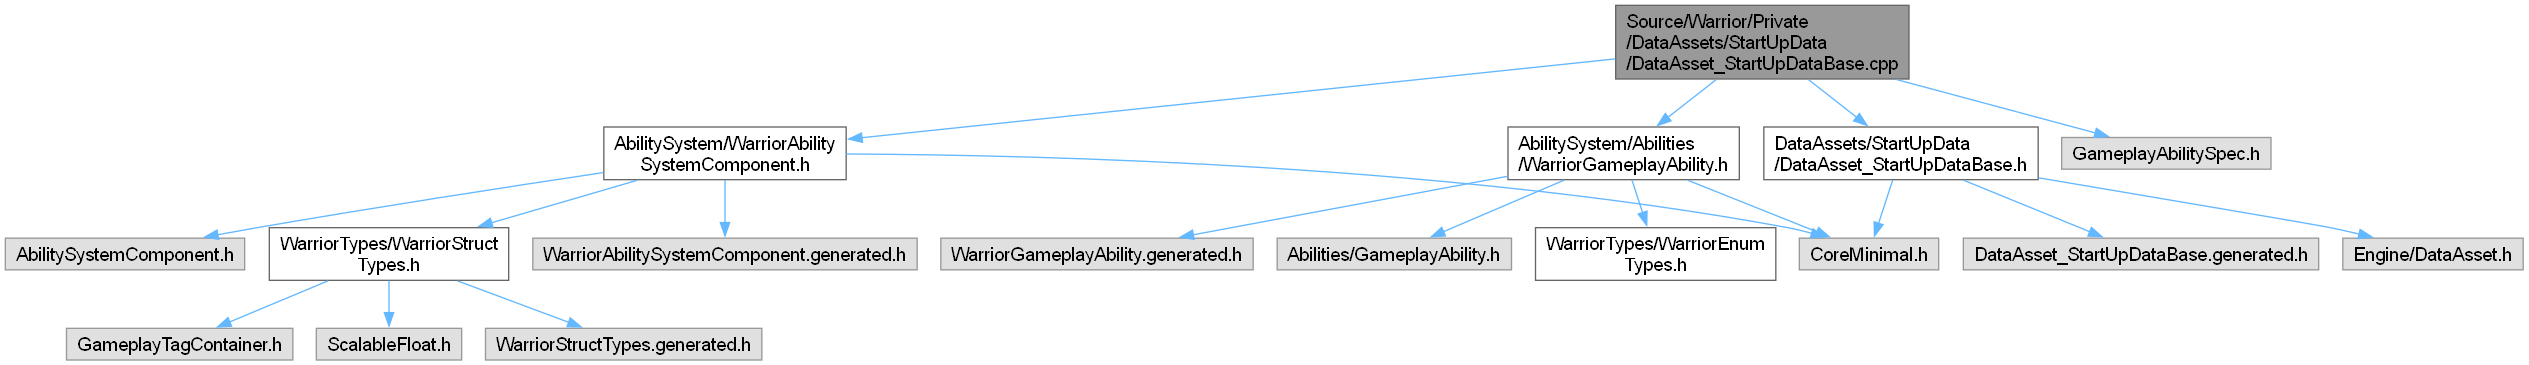 Source/Warrior/Private
/DataAssets/StartUpData
/DataAsset_StartUpDataBase.cpp
AbilitySystem/WarriorAbility
SystemComponent.h
AbilitySystem/Abilities
/WarriorGameplayAbility.h
DataAssets/StartUpData
/DataAsset_StartUpDataBase.h
GameplayAbilitySpec.h
AbilitySystemComponent.h
WarriorTypes/WarriorStruct
Types.h
WarriorAbilitySystemComponent.generated.h
WarriorGameplayAbility.generated.h
Abilities/GameplayAbility.h
WarriorTypes/WarriorEnum
Types.h
CoreMinimal.h
DataAsset_StartUpDataBase.generated.h
Engine/DataAsset.h
GameplayTagContainer.h
ScalableFloat.h
WarriorStructTypes.generated.h